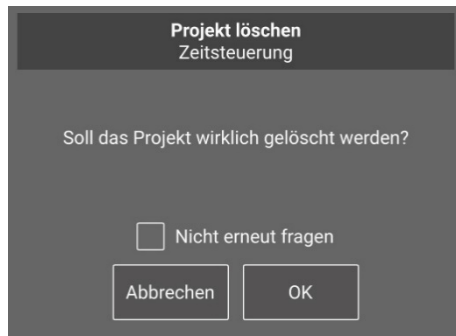 Projekt löschen
Zeitsteuerung
Soll das Projekt wirklich gelöscht werden?
Nicht erneut fragen
Abbrechen
OK